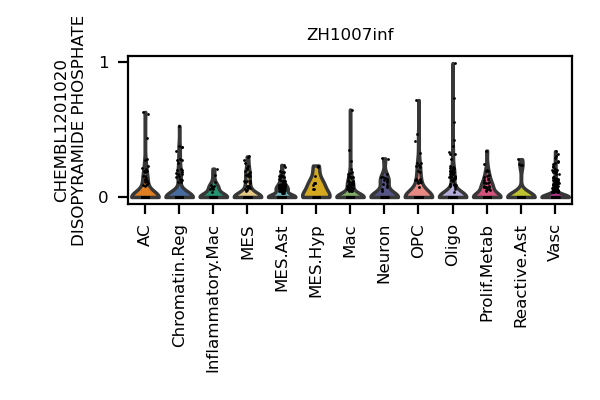 ZH1007inf
CHEMBL1201020
DISOPYRAMIDE PHOSPHATE
1
0
AC
Chromatin.Reg
Inflammatory.Mac
MES
MES.Ast
MES.Hyp
Mac
Neuron
OPC
Oligo
Prolif.Metab
Reactive.Ast
Vasc